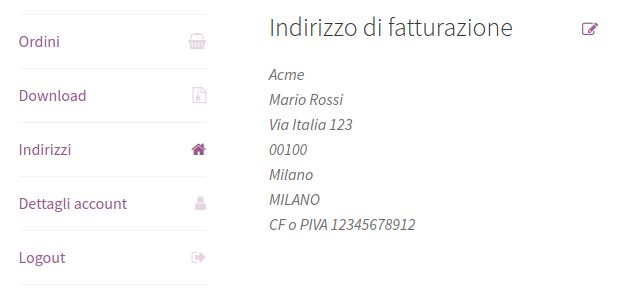 Ordini
Download
Indirizzi
Dettagli account
Logout
Indirizzo di fatturazione
Acme
Mario Rossi
Via Italia 123
00100
Milano
MILANO
CF o PIVA 12345678912